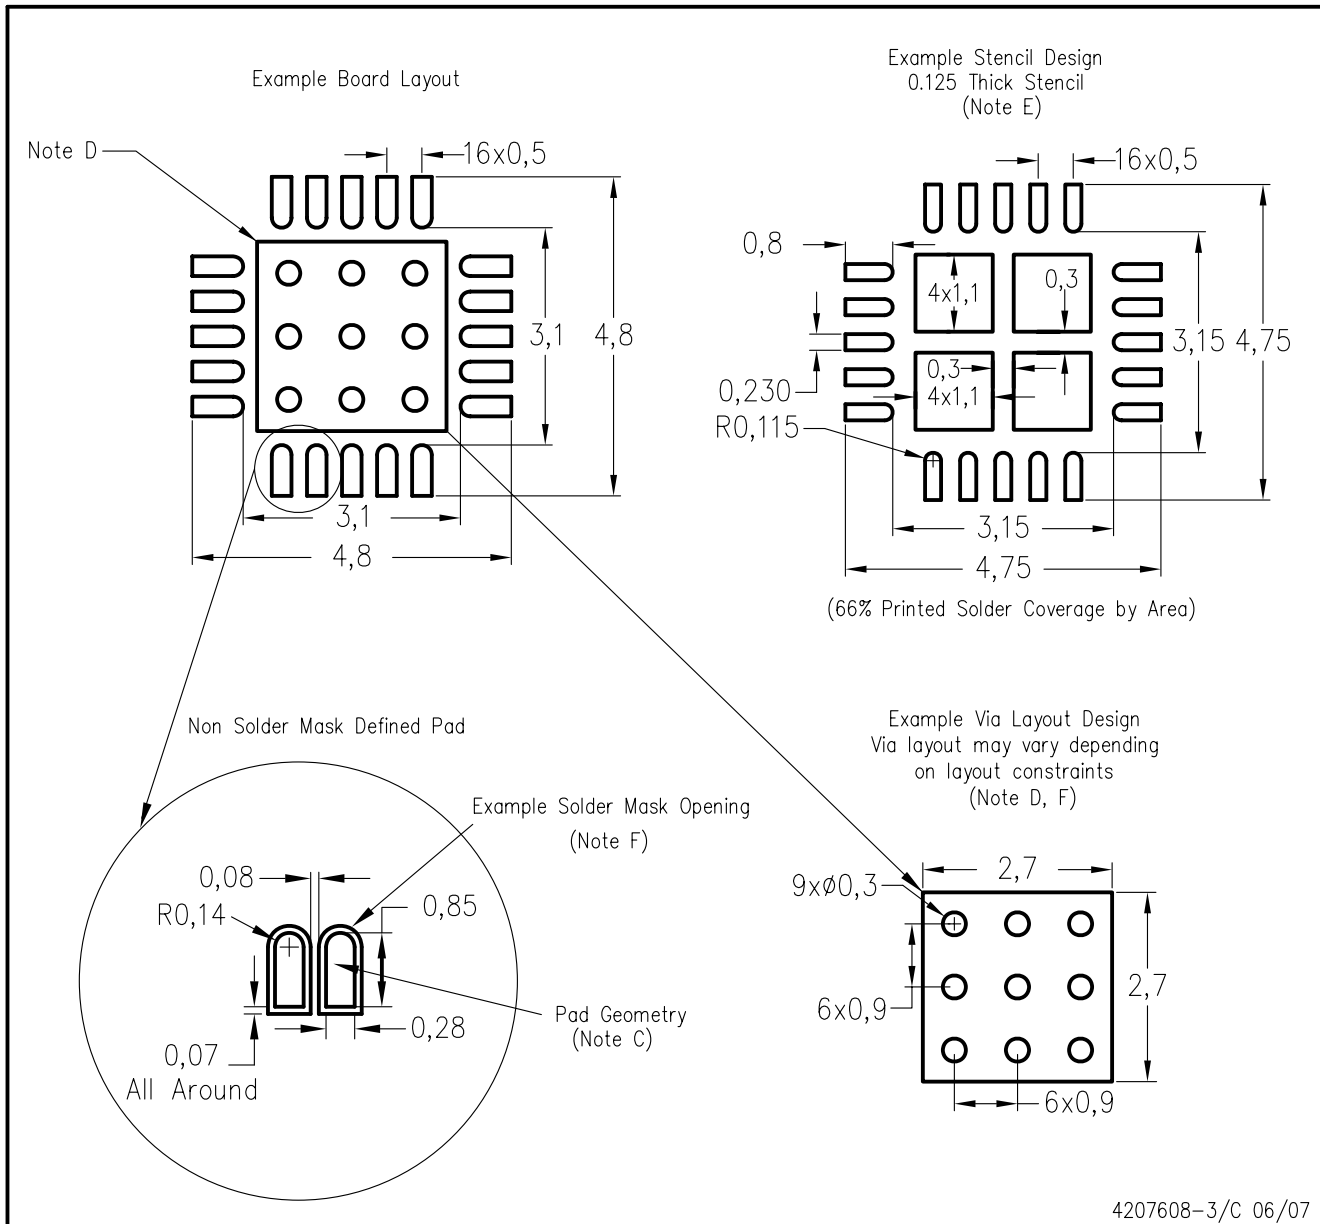 Example Board Layout
Note D
16x0,5
3,1
4,8
3,1
4,8
Example Stencil Design
0.125 Thick Stencil
(Note E)
16x0,5
0,8
4x1,1
0,3
3,15
4,75
0,230
0,3
4x1,1
R0,115
3,15
4,75
(66% Printed Solder Coverage by Area)
Non Solder Mask Defined Pad
Example Solder Mask Opening
(Note F)
0,08
R0,14
0,85
0,28
Pad Geometry
(Note C)
0,07
All Around
Example Via Layout Design
Via layout may vary depending
on layout constraints
(Note D, F)
2,7
9xø0,3
2,7
6x0,9
6x0,9
4207608-3/C 06/07